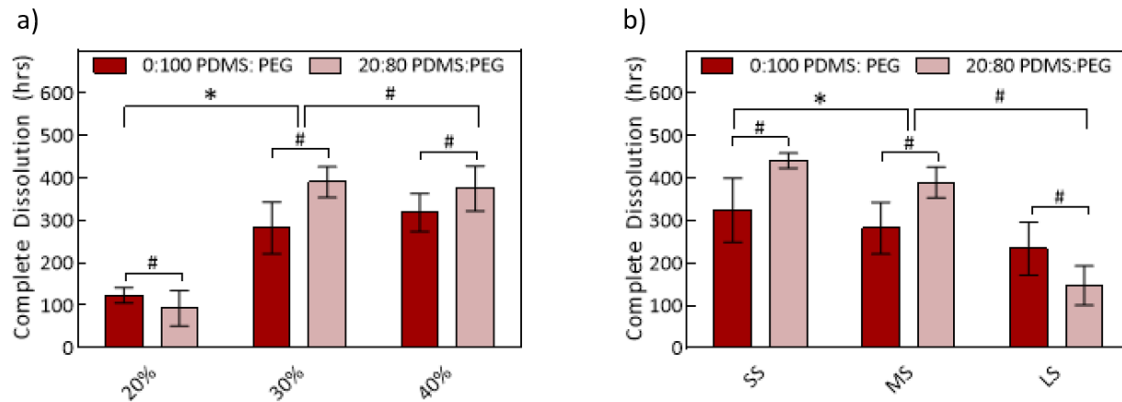 a)
Complete Dissolution (hrs)
0:100 PDMS: PEG
20:80 PDMS:PEG
600
500
400
300
200
100
0
*
#
#
#
#
20%
30%
40%
b)
Complete Dissolution (hrs)
0:100 PDMS: PEG
20:80 PDMS:PEG
600
500
400
300
200
100
0
*
#
#
#
#
SS
MS
LS